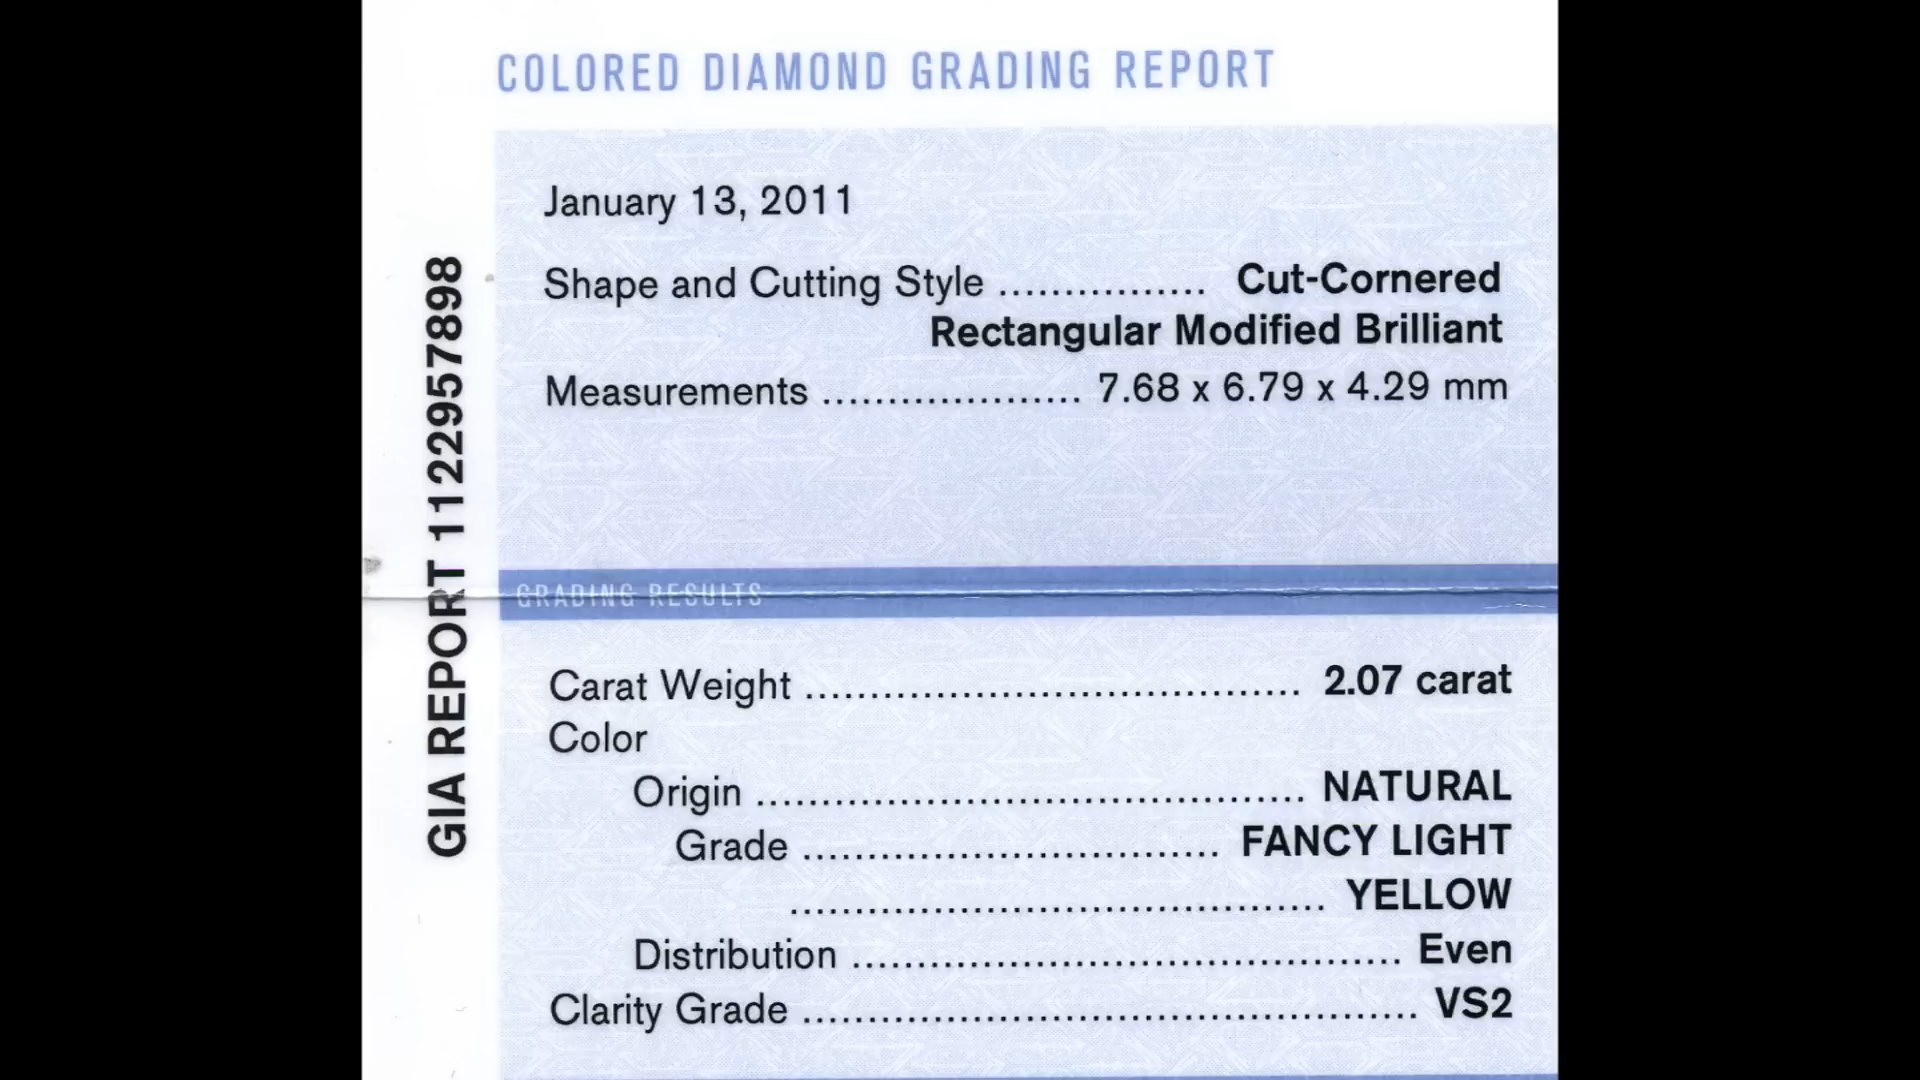 COLORED DIAMOND GRADING REPORT
January 13, 2011
Shape and Cutting Style ................ Cut-Cornered
Rectangular Modified Brilliant
Measurements .................... 7.68 x 6.79 x 4.29 mm
GIA REPORT 1122957898
GRADING RESULTS
Carat Weight ...................................... 2.07 carat
Color
Origin .......................................... NATURAL
Grade ................................ FANCY LIGHT
......................................... YELLOW
Distribution .......................................... Even
Clarity Grade ............................................... VS2